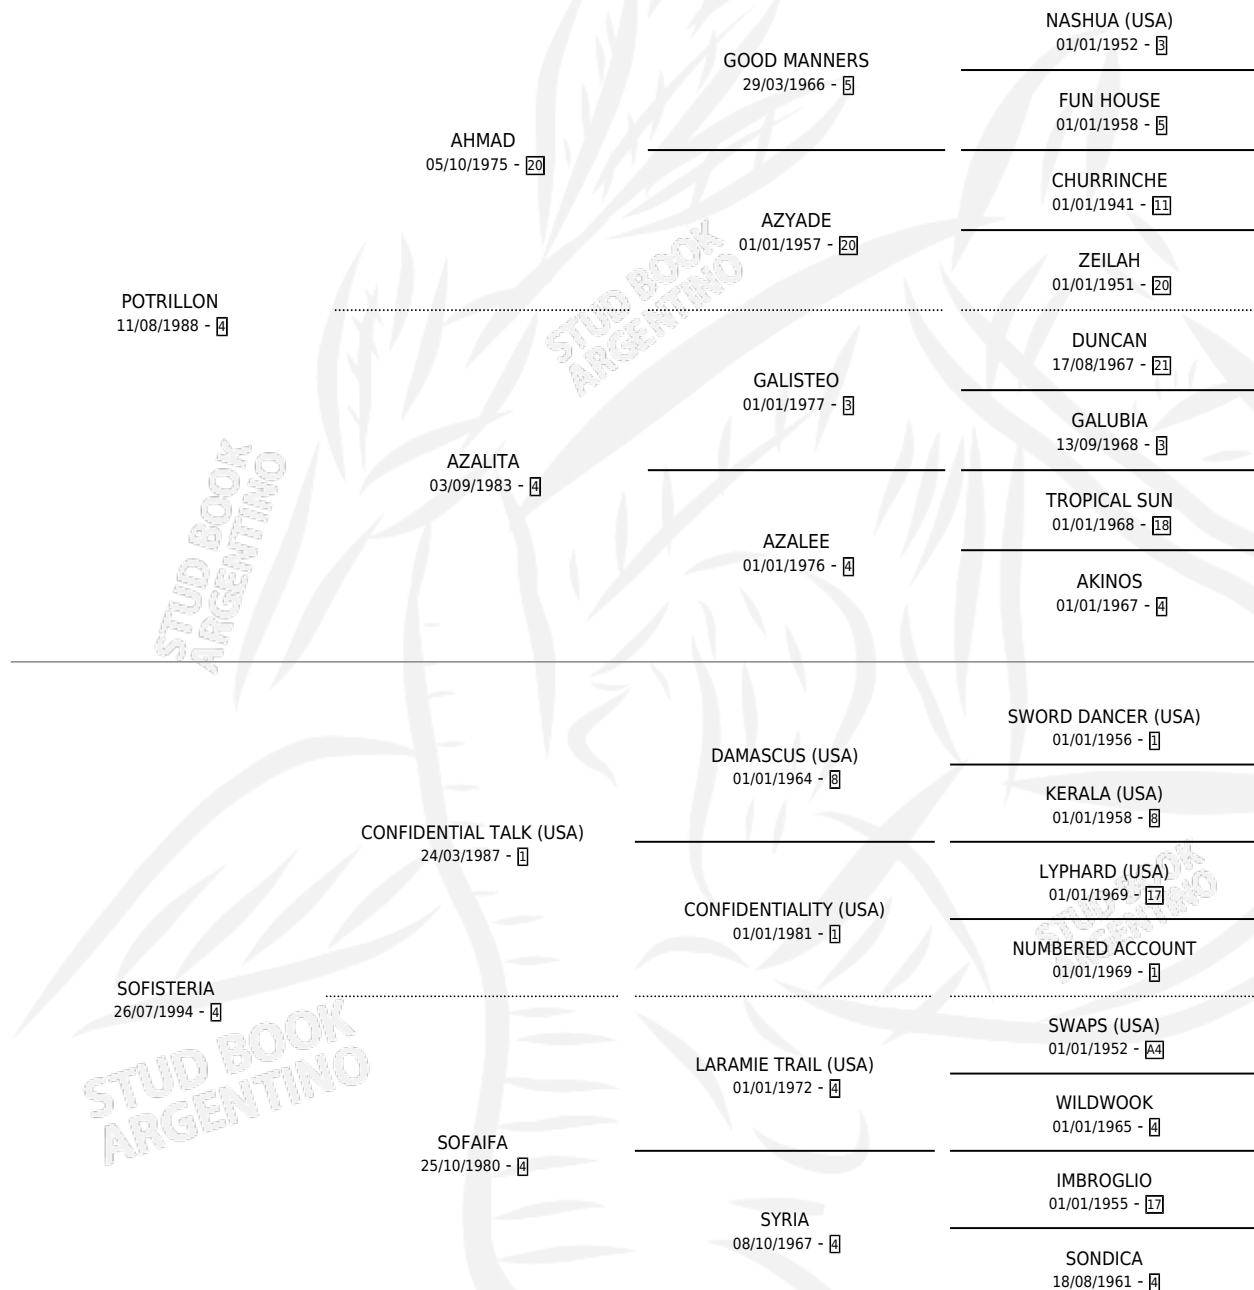 NASHUA (USA)
01/01/1952 - 3
GOOD MANNERS
29/03/1966 - 5
FUN HOUSE
01/01/1958 - 5
AHMAD
05/10/1975 - 20
CHURRINCHE
01/01/1941 - 11
AZYADE
01/01/1957 - 20
ZEILAH
01/01/1951 - 20
POTRILLON
11/08/1988 - 4
DUNCAN
17/08/1967 - 21
GALISTEO
01/01/1977 - 3
GALUBIA
13/09/1968 - 3
AZALITA
03/09/1983 - 4
TROPICAL SUN
01/01/1968 - 18
AZALEE
01/01/1976 - 4
AKINOS
01/01/1967 - 4
STUD BOOK
ARGENTINO
STUD BOOK
ARGENTINO
SWORD DANCER (USA)
01/01/1956 - 1
DAMASCUS (USA)
01/01/1964 - 8
KERALA (USA)
01/01/1958 - 8
CONFIDENTIAL TALK (USA)
24/03/1987 - 1
LYPHARD (USA)
01/01/1969 - 17
CONFIDENTIALITY (USA)
01/01/1981 - 1
NUMBERED ACCOUNT
01/01/1969 - 1
SOFISTERIA
26/07/1994 - 4
SWAPS (USA)
01/01/1952 - A4
LARAMIE TRAIL (USA)
01/01/1972 - 4
WILDWOOK
01/01/1965 - 4
SOFAIFA
25/10/1980 - 4
IMBROGLIO
01/01/1955 - 17
SYRIA
08/10/1967 - 4
SONDICA
18/08/1961 - 4
STUD BOOK
ARGENTINO
STUD BOOK
ARGENTINO